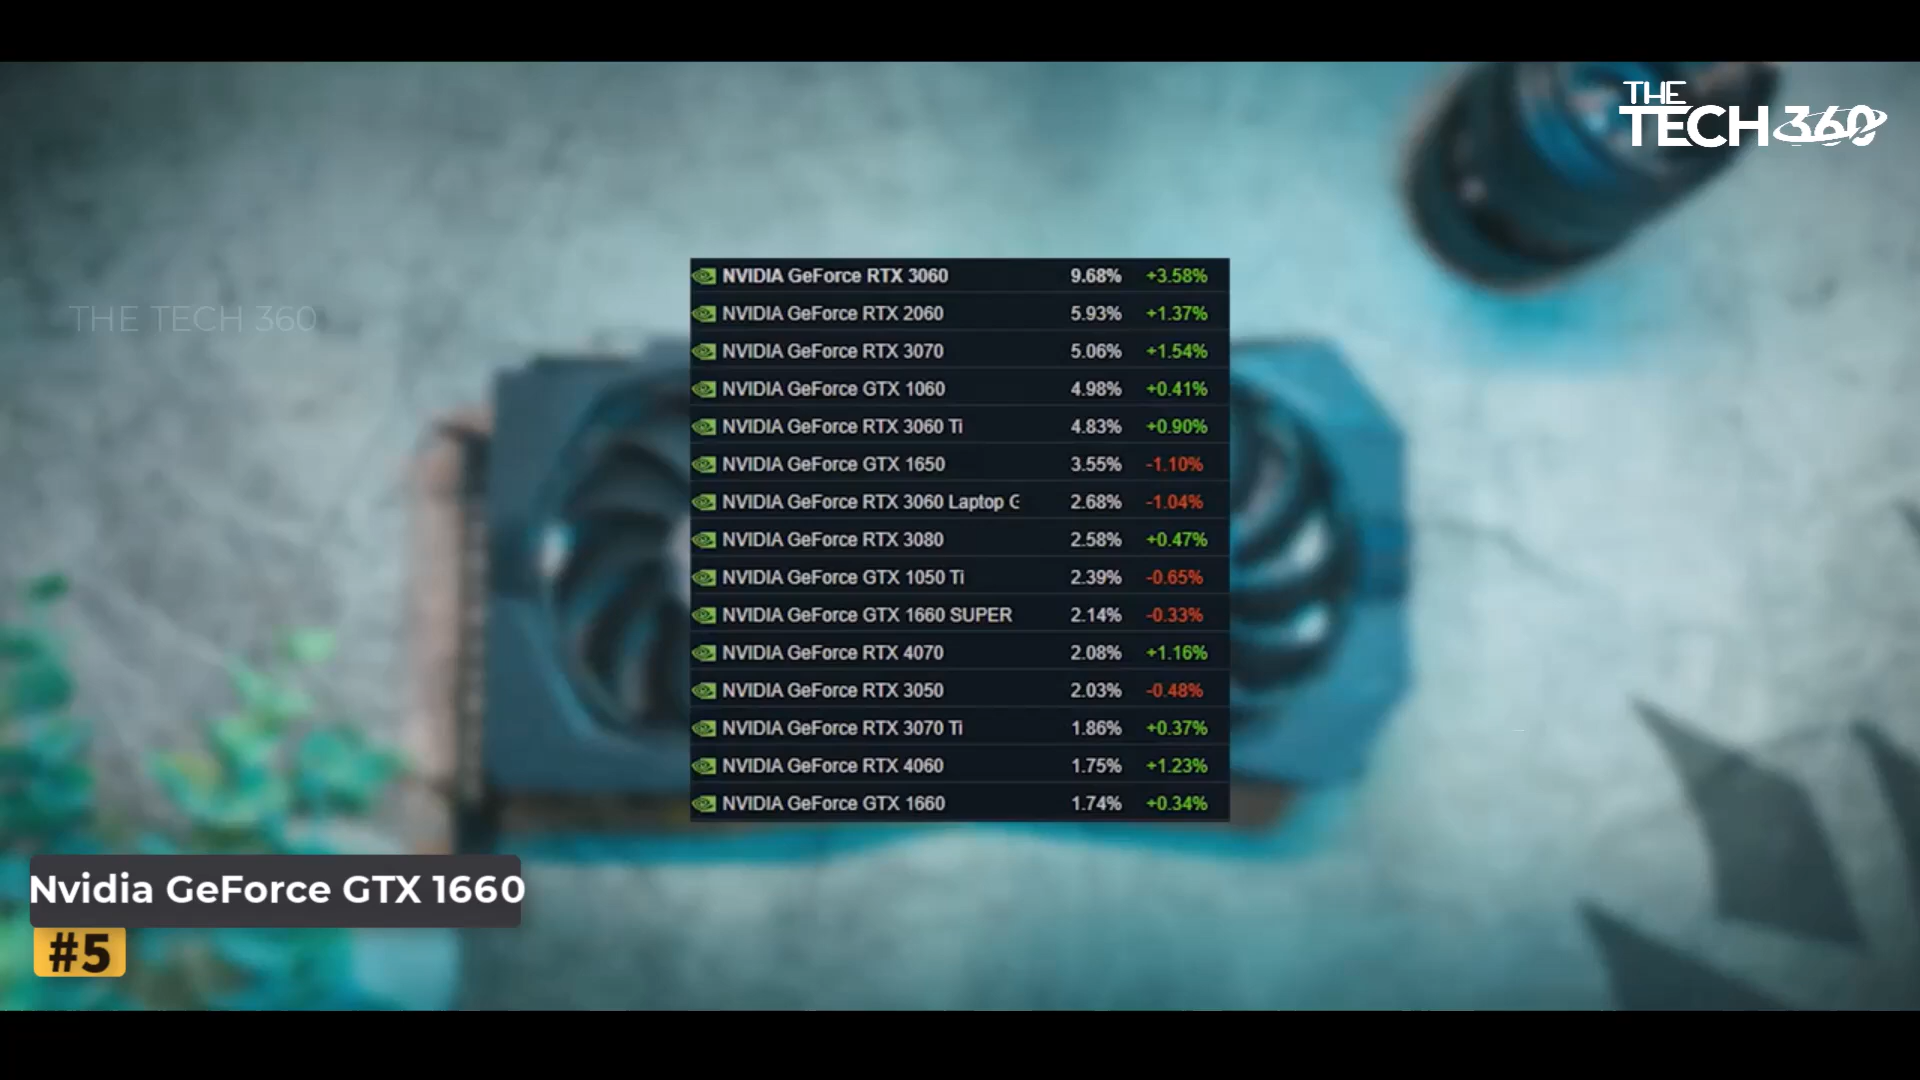 THE
TECH 360
THE TECH 360
NVIDIA GeForce RTX 3060 9.68% +3.58%
NVIDIA GeForce RTX 2060 5.93% +1.37%
NVIDIA GeForce RTX 3070 5.06% +1.54%
NVIDIA GeForce GTX 1060 4.98% +0.41%
NVIDIA GeForce RTX 3060 Ti 4.83% +0.90%
NVIDIA GeForce GTX 1650 3.55% -1.10%
NVIDIA GeForce RTX 3060 Laptop G 2.68% -1.04%
NVIDIA GeForce RTX 3080 2.58% +0.47%
NVIDIA GeForce GTX 1050 Ti 2.39% -0.65%
NVIDIA GeForce GTX 1660 SUPER 2.14% -0.33%
NVIDIA GeForce RTX 4070 2.08% +1.16%
NVIDIA GeForce RTX 3050 2.03% -0.48%
NVIDIA GeForce RTX 3070 Ti 1.86% +0.37%
NVIDIA GeForce RTX 4060 1.75% +1.23%
NVIDIA GeForce GTX 1660 1.74% +0.34%
Nvidia GeForce GTX 1660
#5